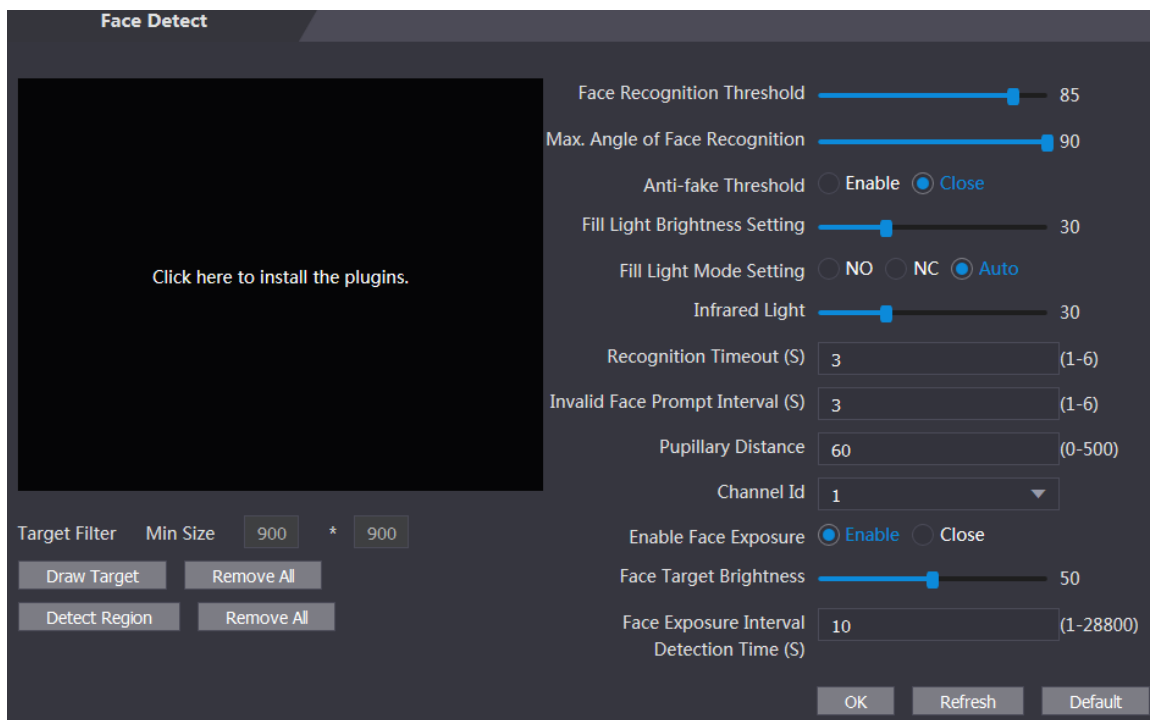 Face Detect
Click here to install the plugins.
Target Filter Min Size 900 * 900
Draw Target Remove All
Detect Region Remove All
Face Recognition Threshold 85
Max. Angle of Face Recognition 90
Anti-fake Threshold Enable Close
Fill Light Brightness Setting 30
Fill Light Mode Setting NO NC Auto
Infrared Light 30
Recognition Timeout (S) 3 (1-6)
Invalid Face Prompt Interval (S) 3 (1-6)
Pupillary Distance 60 (0-500)
Channel Id 1
Enable Face Exposure Enable Close
Face Target Brightness 50
Face Exposure Interval 10 (1-28800)
Detection Time (S)
OK Refresh Default